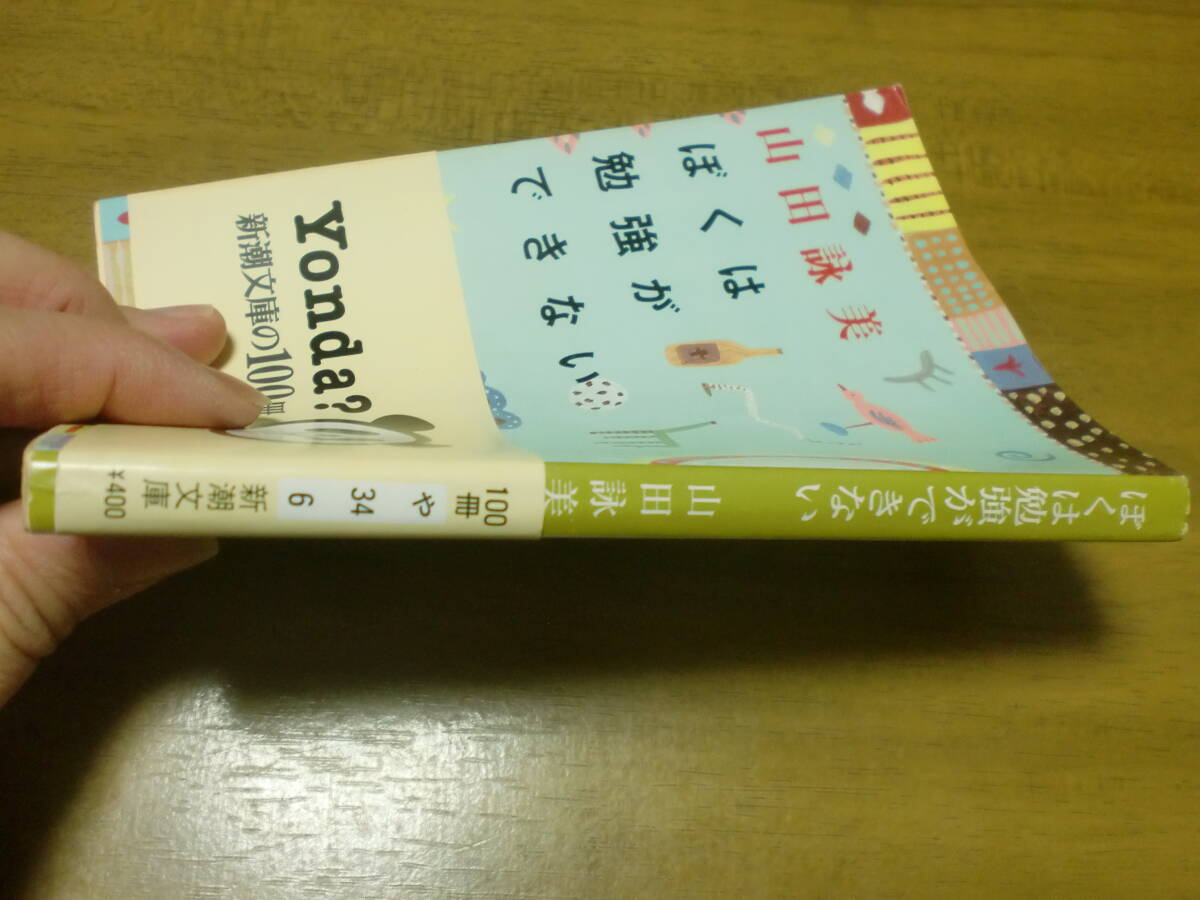 山田詠美
ぼくは
勉強が
できない
Yonda?
新潮文庫の100冊
ぼくは勉強ができない
山田詠美
100冊
や
34
6
新潮文庫
¥400